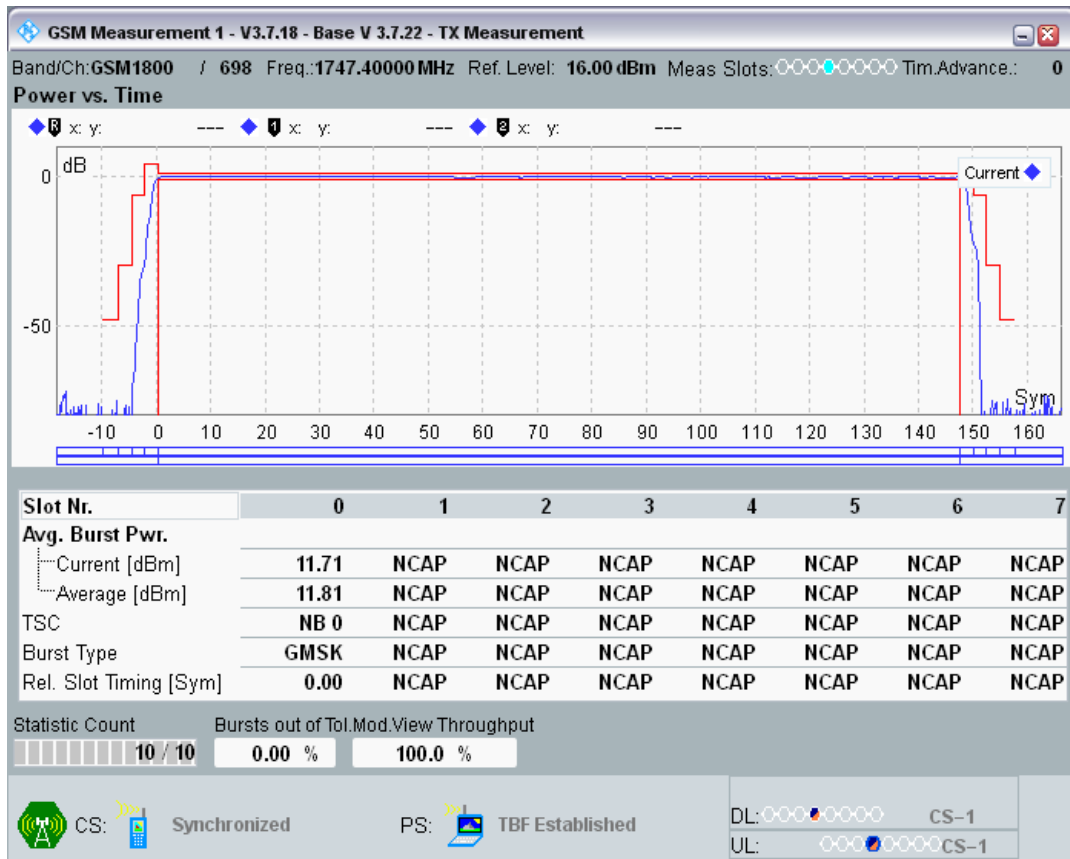 GSM Measurement 1 - V3.7.18 - Base V 3.7.22 - TX Measurement
Band/Ch:GSM1800 / 698 Freq.:1747.40000 MHz Ref. Level: 16.00 dBm Meas Slots: Tim.Advance.: 0
Power vs. Time
R x: y: --- 1 x: y: --- 2 x: y: ---
dB
0
Current
-50
Sym
-10 0 10 20 30 40 50 60 70 80 90 100 110 120 130 140 150 160
Slot Nr. 0 1 2 3 4 5 6 7
Avg. Burst Pwr.
Current [dBm] 11.71 NCAP NCAP NCAP NCAP NCAP NCAP NCAP
Average [dBm] 11.81 NCAP NCAP NCAP NCAP NCAP NCAP NCAP
TSC NB 0 NCAP NCAP NCAP NCAP NCAP NCAP NCAP
Burst Type GMSK NCAP NCAP NCAP NCAP NCAP NCAP NCAP
Rel. Slot Timing [Sym] 0.00 NCAP NCAP NCAP NCAP NCAP NCAP NCAP
Statistic Count Bursts out of Tol.Mod.View Throughput
10 / 10 0.00 % 100.0 %
CS: Synchronized PS: TBF Established
DL: CS-1
UL: CS-1